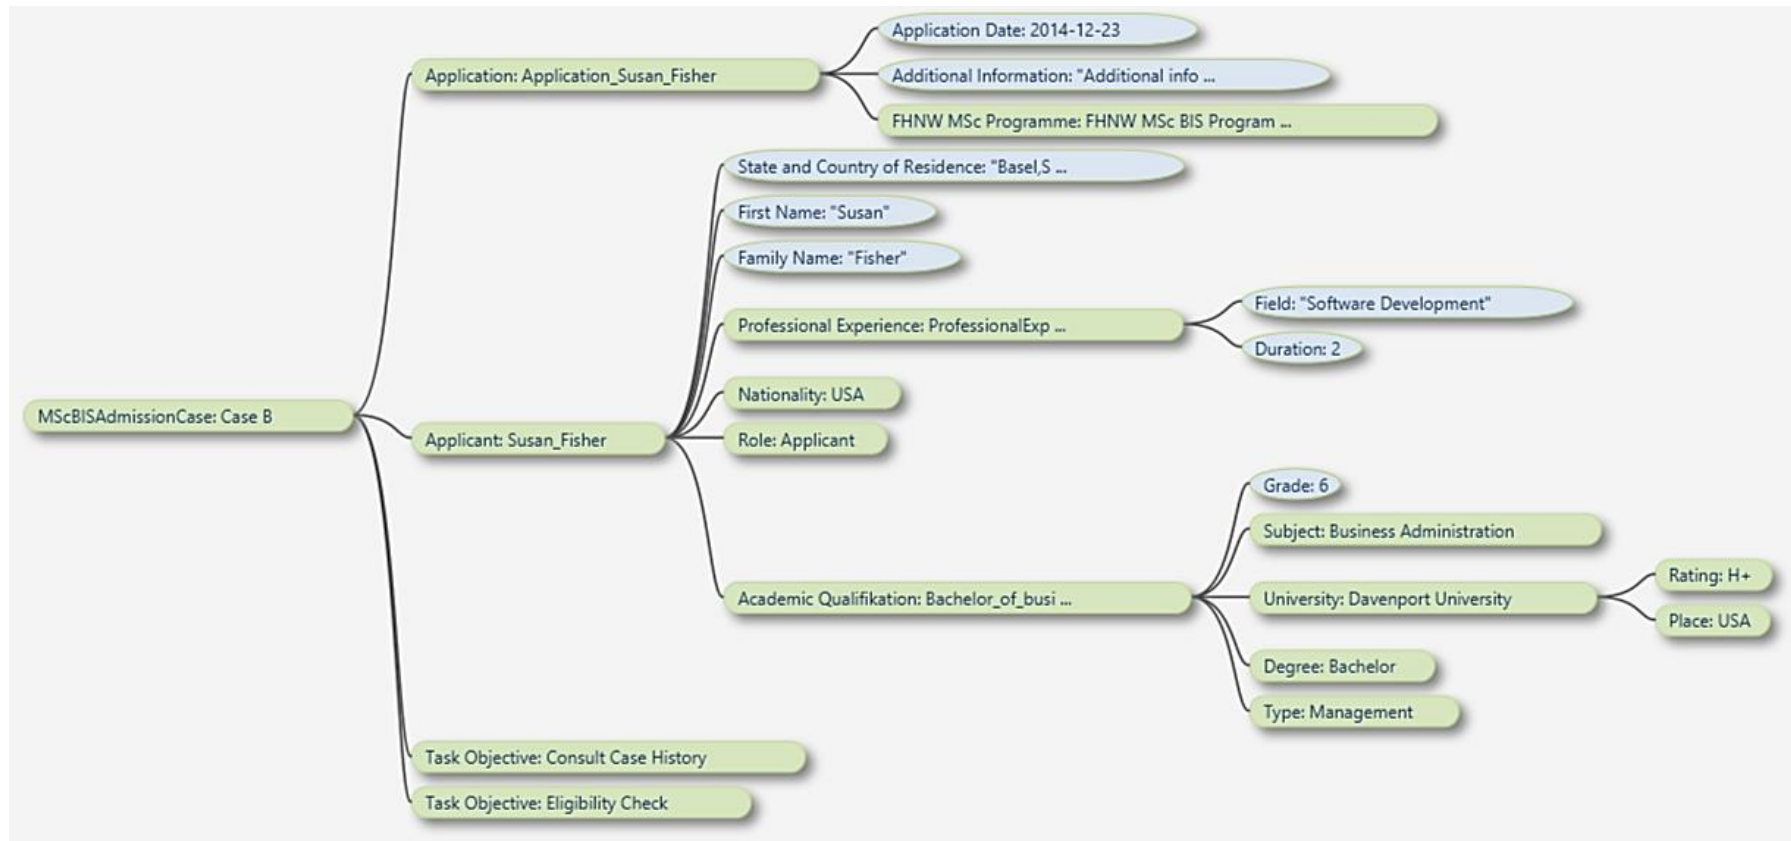 Application Date: 2014-12-23
Application: Application_Susan_Fisher
Additional Information: "Additional info ...
FHNW MSc Programme: FHNW MSc BIS Program ...
State and Country of Residence: "Basel,S ...
First Name: "Susan"
Family Name: "Fisher"
Professional Experience: ProfessionalExp ...
Field: "Software Development"
Duration: 2
Nationality: USA
MScBISAdmissionCase: Case B
Applicant: Susan_Fisher
Role: Applicant
Grade: 6
Subject: Business Administration
Academic Qualifikation: Bachelor_of_busi ...
University: Davenport University
Rating: H+
Place: USA
Degree: Bachelor
Type: Management
Task Objective: Consult Case History
Task Objective: Eligibility Check